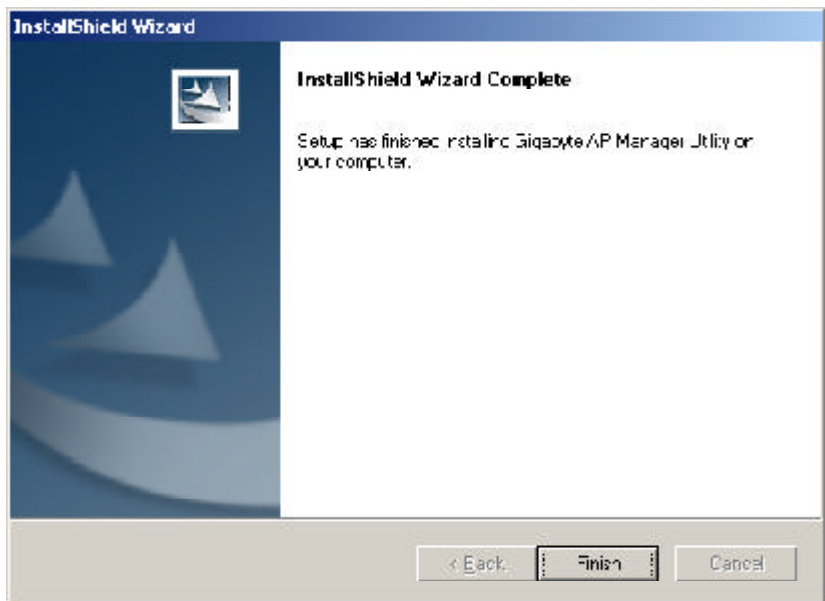 InstallShield Wizard
InstallShield Wizard Complete
Setup has finished installing Gigabyte AP Manager Utility on
your computer.
< Back
Finish
Cancel